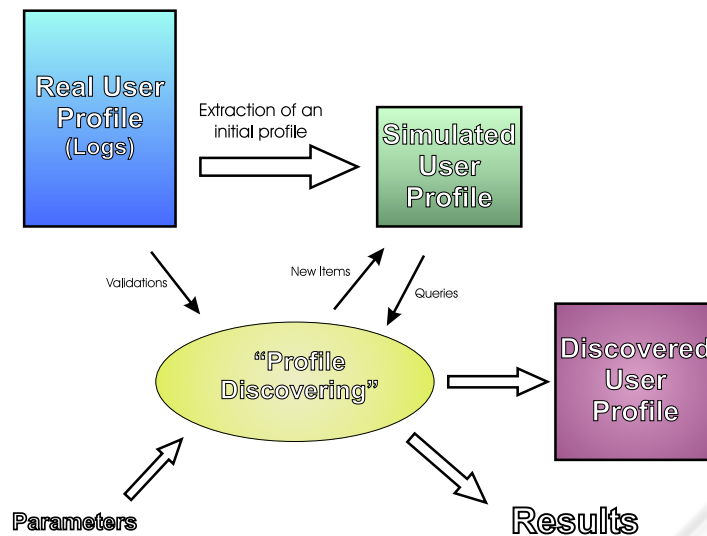 Real User
Profile
(Logs)
Extraction of an
initial profile
Simulated
User
Profile
Validations
New Items
Queries
“Profile
Discovering”
Discovered
User
Profile
Parameters
Results